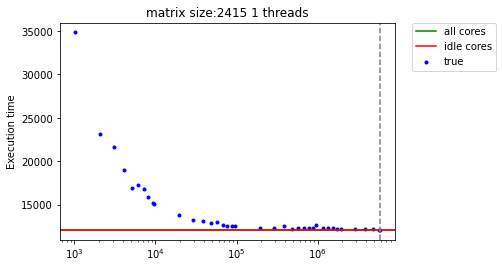 matrix size:2415 1 threads
35000
30000
25000
20000
15000
Execution time
10³
10⁴
10⁵
10⁶
all cores
idle cores
true